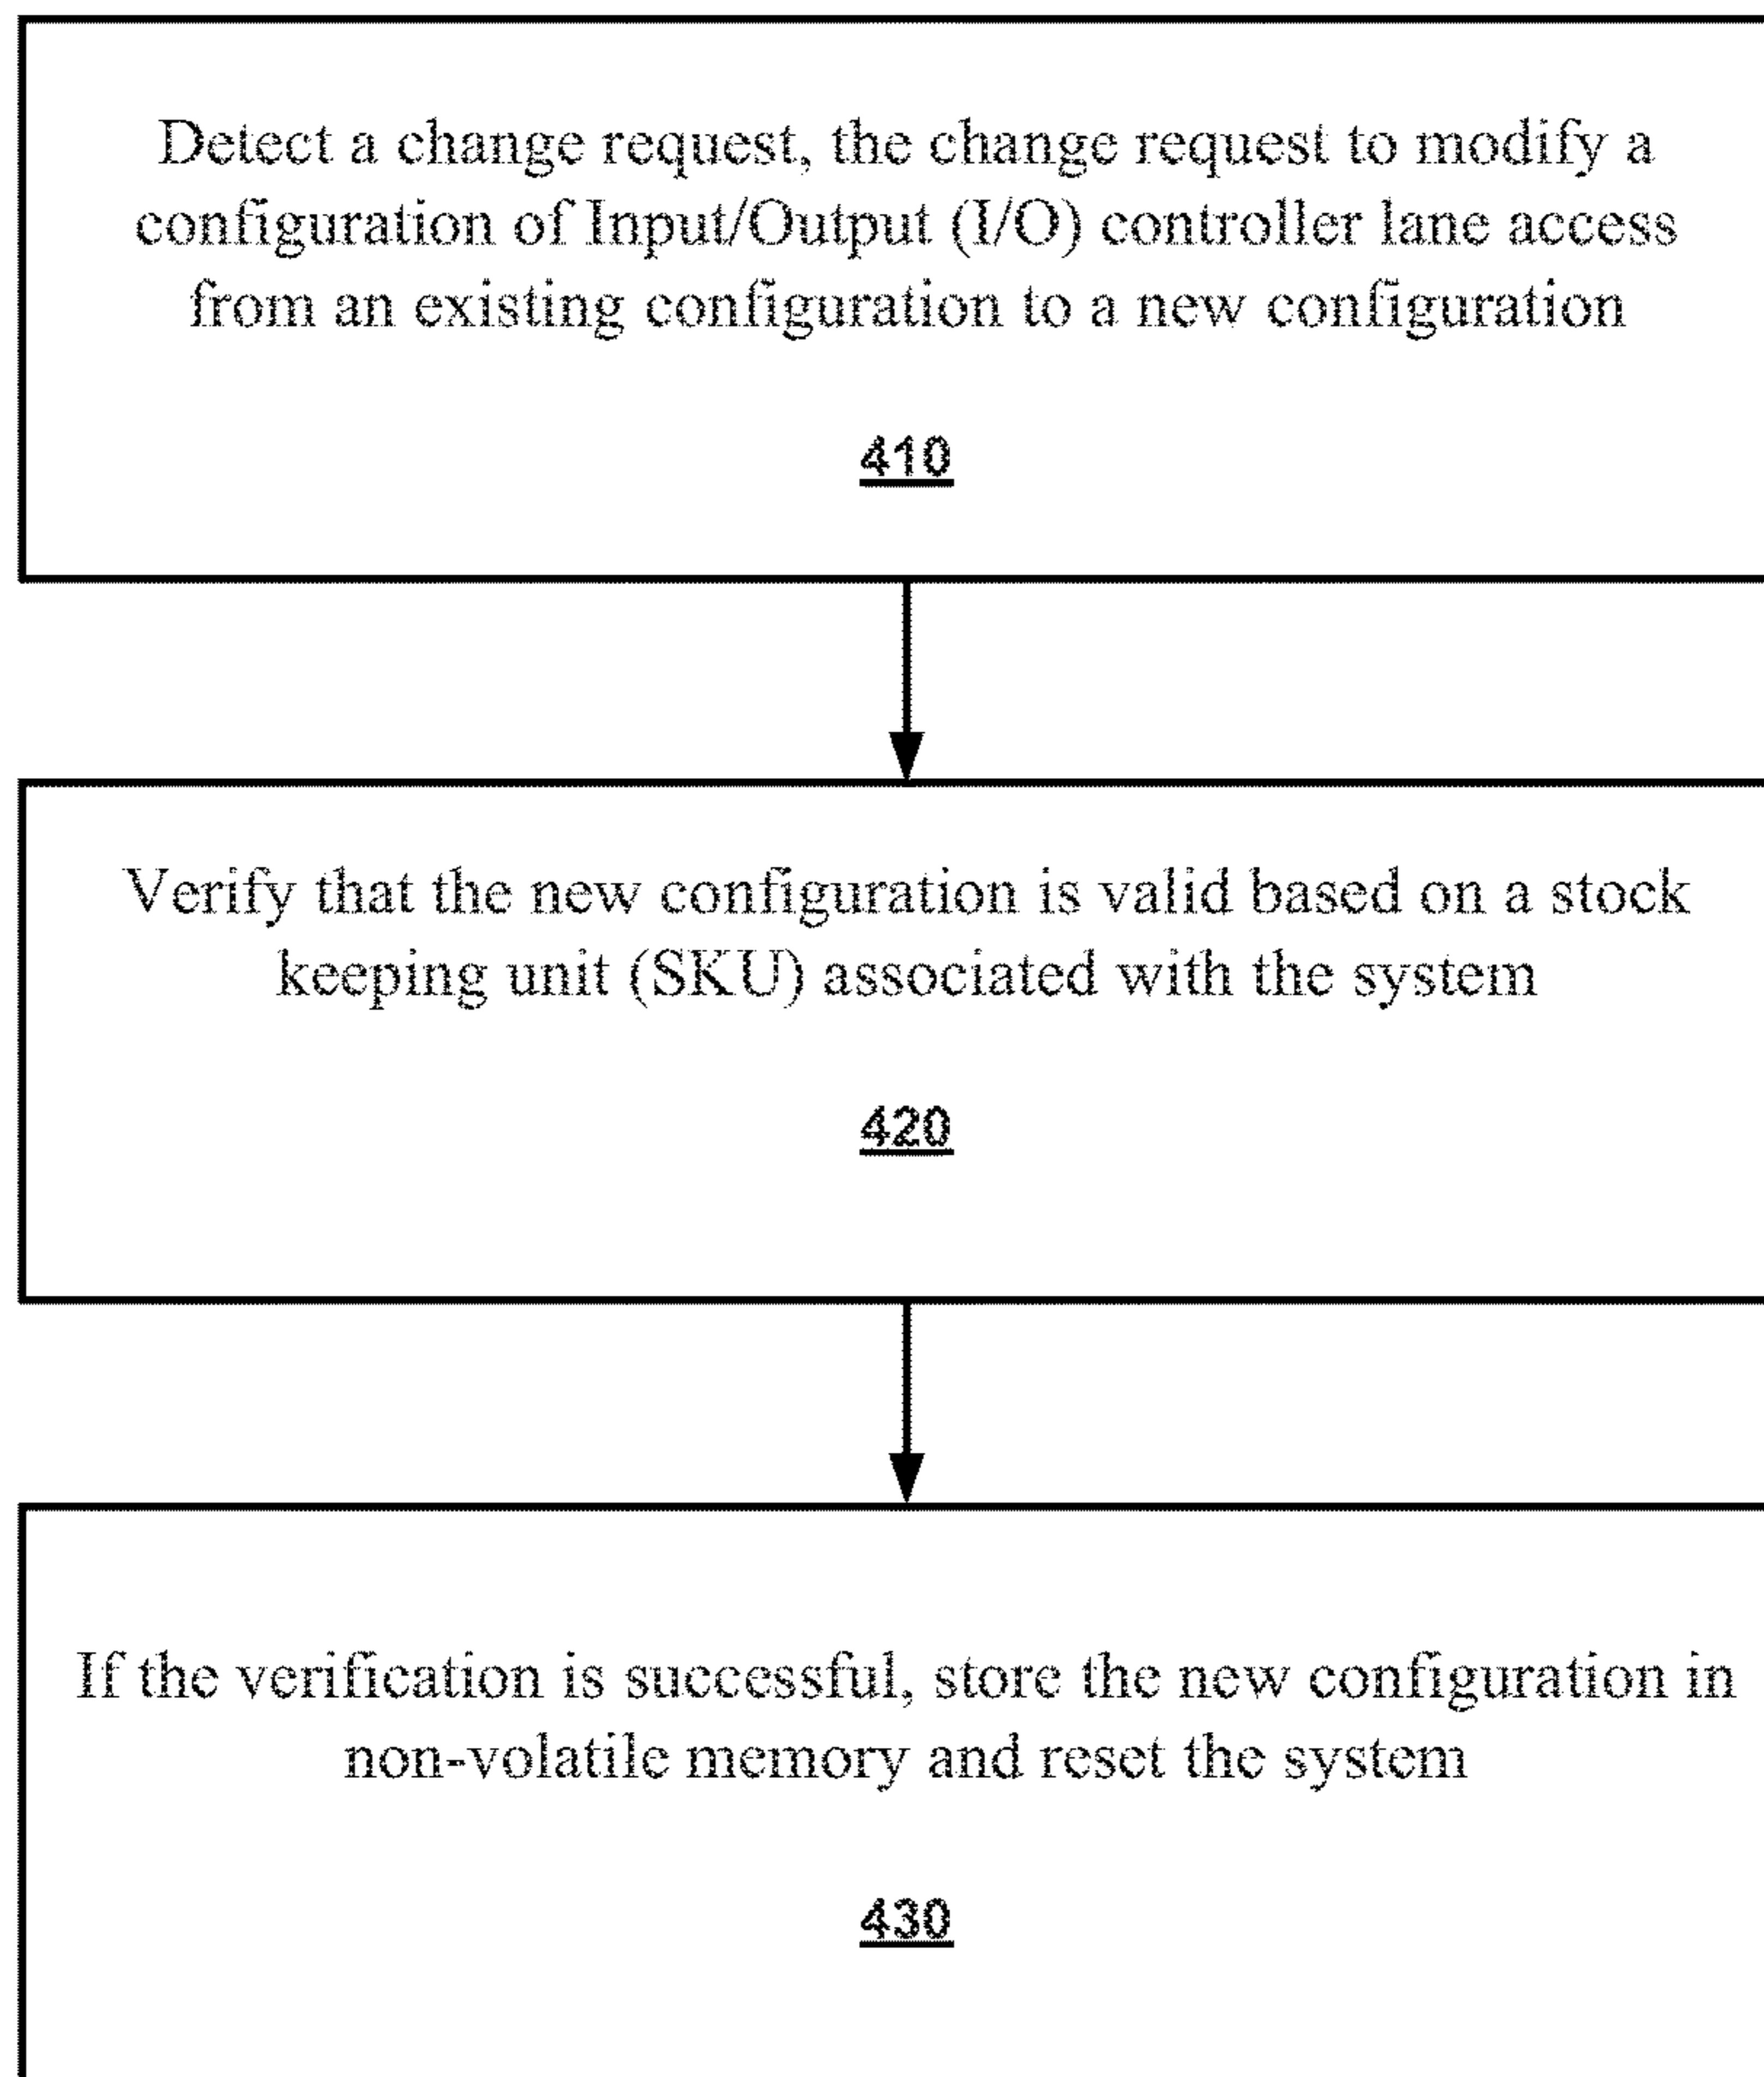 Detect a change request, the change request to modify a
configuration of Input/Output (I/O) controller lane access
from an existing configuration to a new configuration
410
Verify that the new configuration is valid based on a stock
keeping unit (SKU) associated with the system
420
If the verification is successful, store the new configuration in
non-volatile memory and reset the system
430